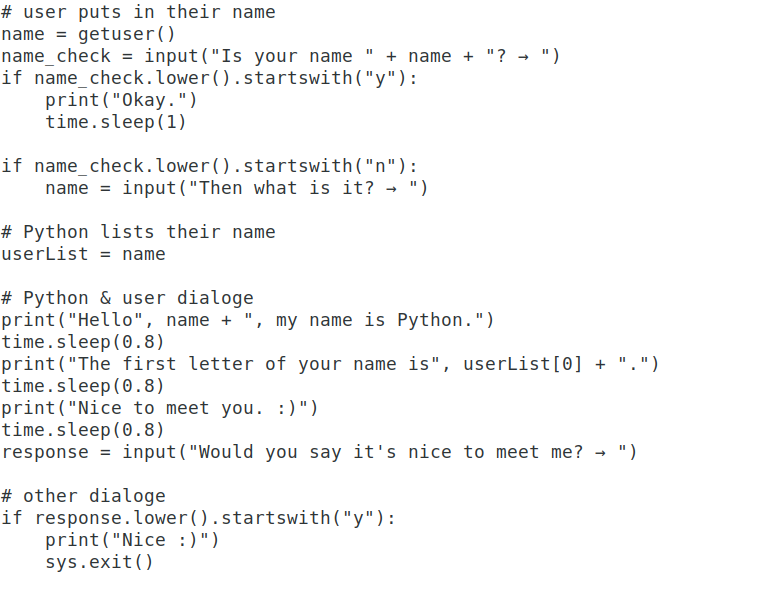 # user puts in their name
name = getuser()
name_check = input("Is your name " + name + "? → ")
if name_check.lower().startswith("y"):
    print("Okay.")
    time.sleep(1)

if name_check.lower().startswith("n"):
    name = input("Then what is it? → ")

# Python lists their name
userList = name

# Python & user dialoge
print("Hello", name + ", my name is Python.")
time.sleep(0.8)
print("The first letter of your name is", userList[0] + ".")
time.sleep(0.8)
print("Nice to meet you. :)")
time.sleep(0.8)
response = input("Would you say it's nice to meet me? → ")

# other dialoge
if response.lower().startswith("y"):
    print("Nice :)")
    sys.exit()